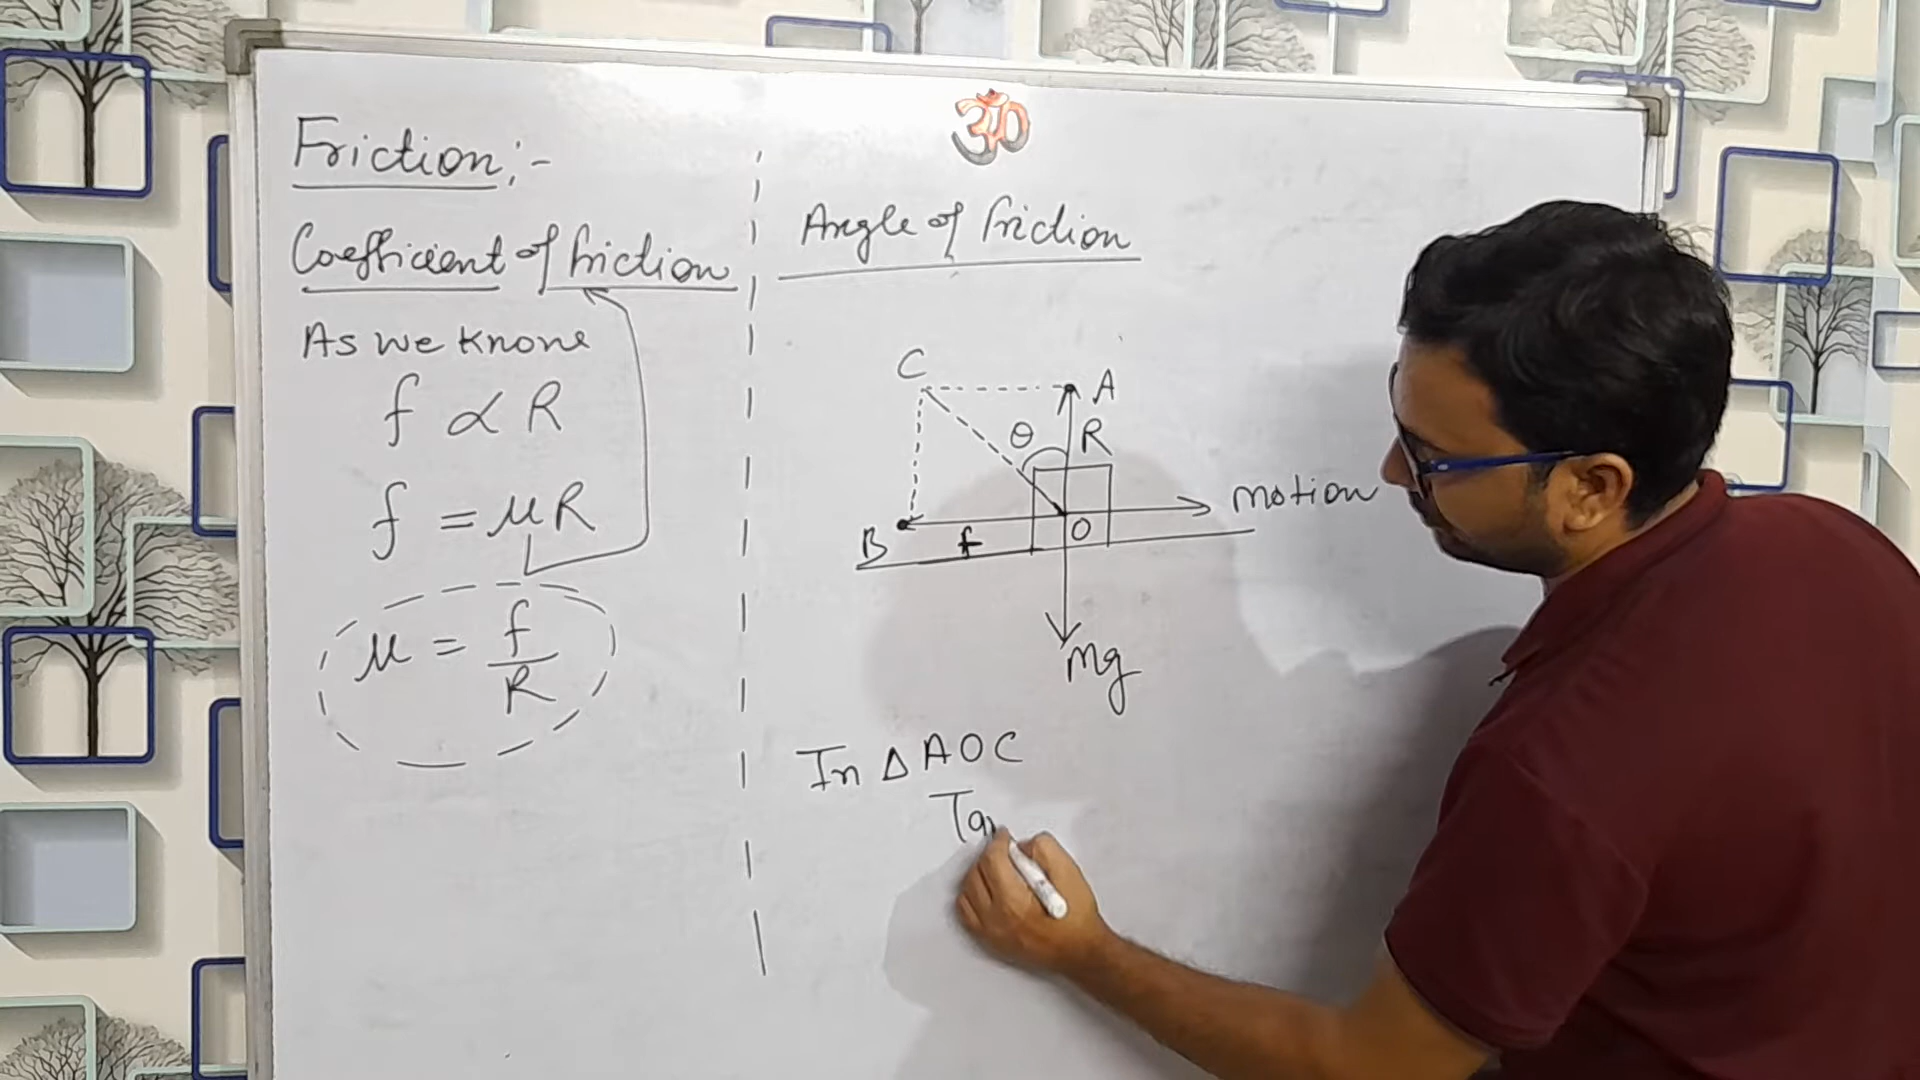 ॐ
Friction:-
Coefficient of friction
As we knone
f ∝ R
f = μR
μ = f/R
Angle of friction
C
A
θ
R
motion
B
f
O
Mg
In Δ AOC
Tan